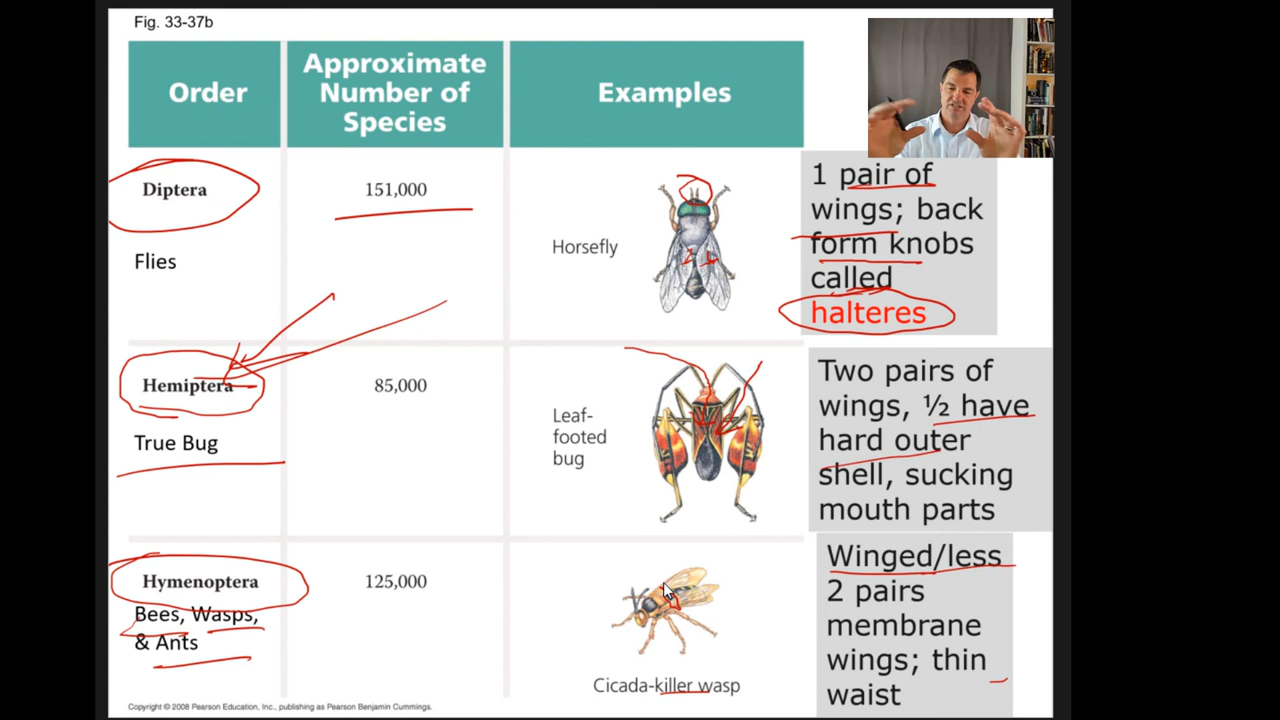 Fig. 33-37b
Order
Approximate
Number of
Species
Examples
Diptera
151,000
Flies
Horsefly
1 pair of
wings; back
form knobs
called
halteres
Hemiptera
85,000
True Bug
Leaf-
footed
bug
Two pairs of
wings, ½ have
hard outer
shell, sucking
mouth parts
Hymenoptera
125,000
Bees, Wasps,
& Ants
Cicada-killer wasp
Winged/less
2 pairs
membrane
wings; thin
waist
Copyright © 2008 Pearson Education, Inc., publishing as Pearson Benjamin Cummings.